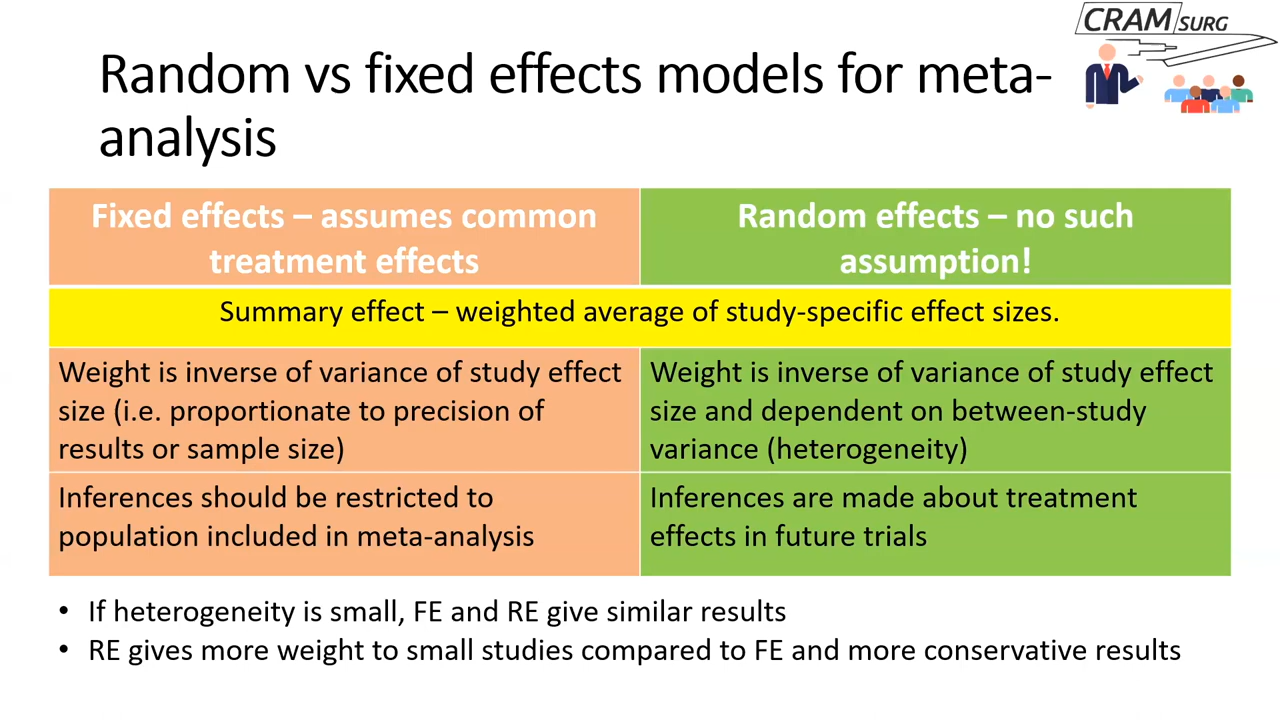 CRAM SURG
Random vs fixed effects models for meta-
analysis
Fixed effects – assumes common
treatment effects
Random effects – no such
assumption!
Summary effect – weighted average of study-specific effect sizes.
Weight is inverse of variance of study effect
size (i.e. proportionate to precision of
results or sample size)
Weight is inverse of variance of study effect
size and dependent on between-study
variance (heterogeneity)
Inferences should be restricted to
population included in meta-analysis
Inferences are made about treatment
effects in future trials
• If heterogeneity is small, FE and RE give similar results
• RE gives more weight to small studies compared to FE and more conservative results